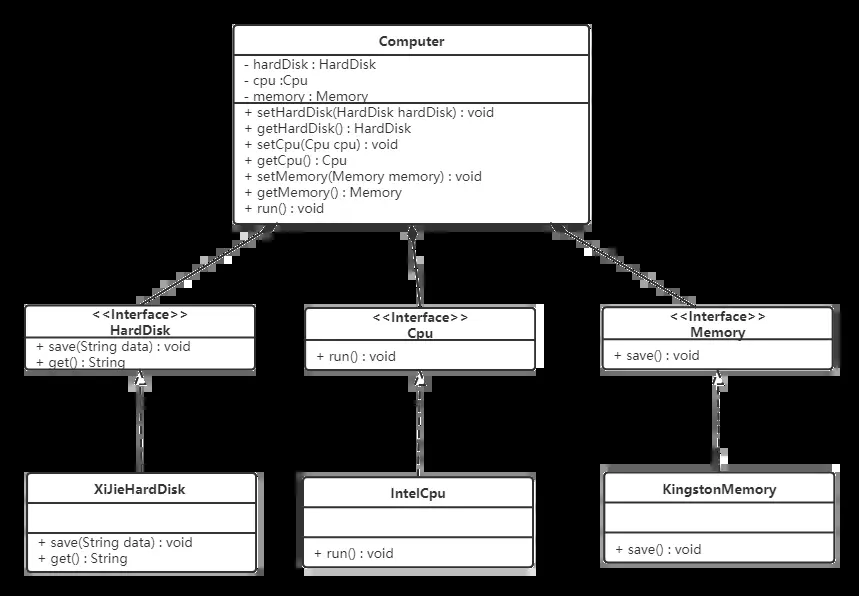 Computer
- hardDisk : HardDisk
- cpu :Cpu
- memory : Memory
+ setHardDisk(HardDisk hardDisk) : void
+ getHardDisk() : HardDisk
+ setCpu(Cpu cpu) : void
+ getCpu() : Cpu
+ setMemory(Memory memory) : void
+ getMemory() : Memory
+ run() : void
<<Interface>>
HardDisk
+ save(String data) : void
+ get() : String
<<Interface>>
Cpu
+ run() : void
<<Interface>>
Memory
+ save() : void
XiJieHardDisk
+ save(String data) : void
+ get() : String
IntelCpu
+ run() : void
KingstonMemory
+ save() : void